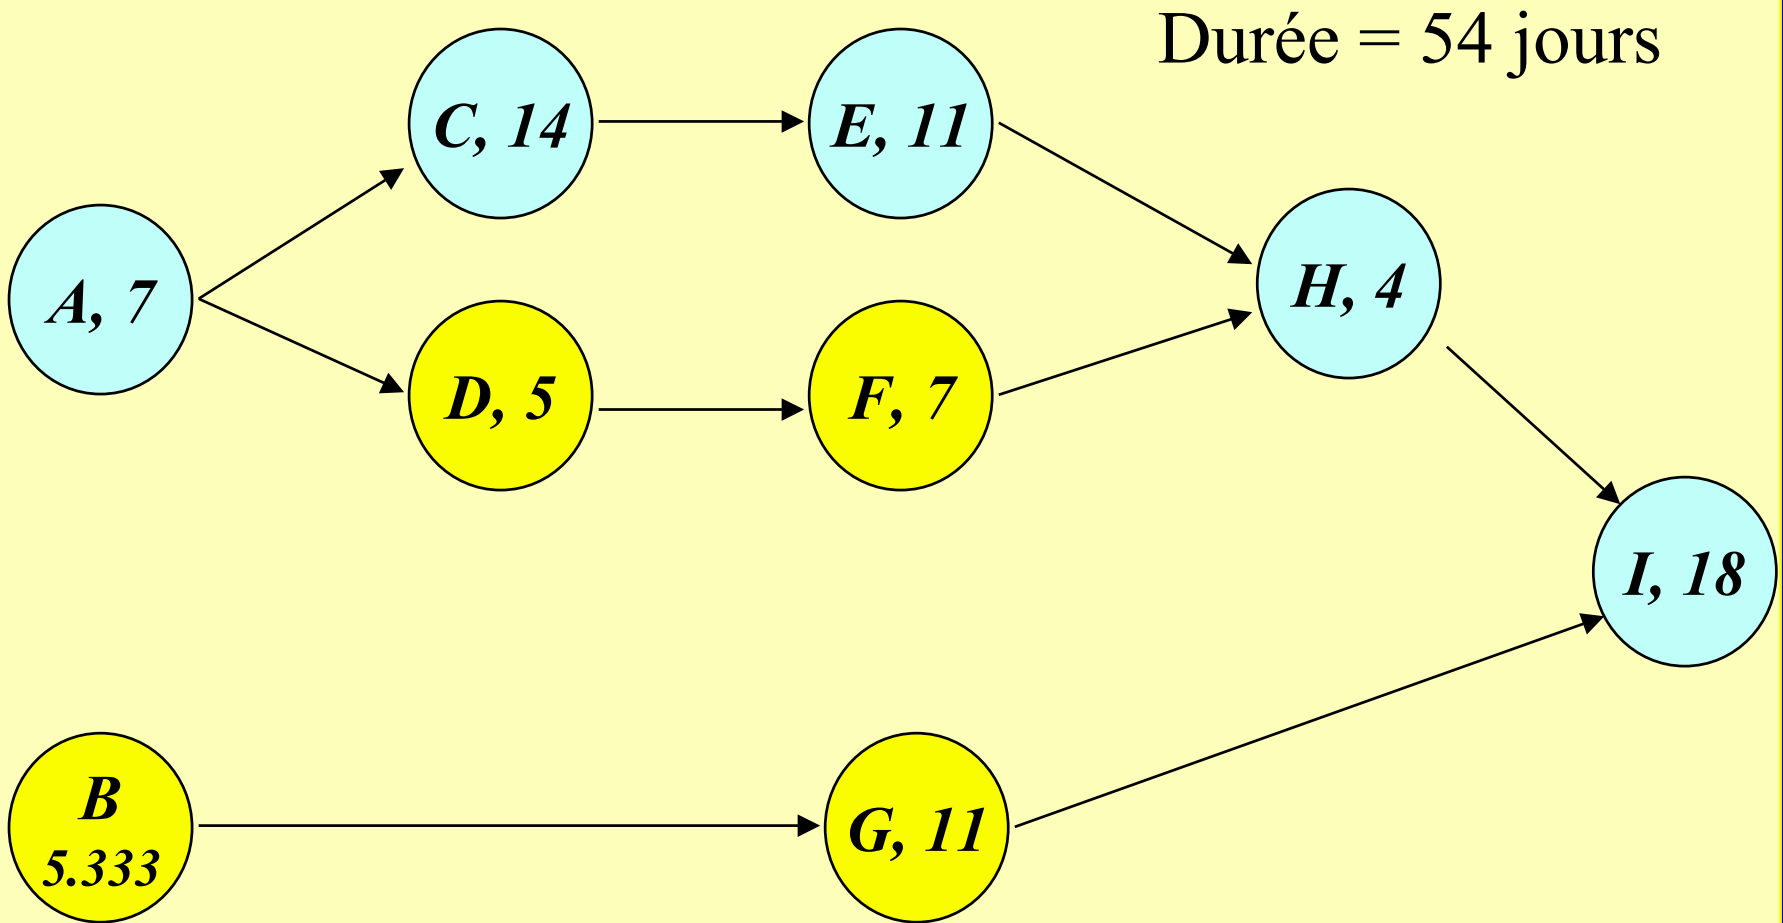 Durée = 54 jours
C, 14
E, 11
A, 7
H, 4
D, 5
F, 7
I, 18
B
5.333
G, 11